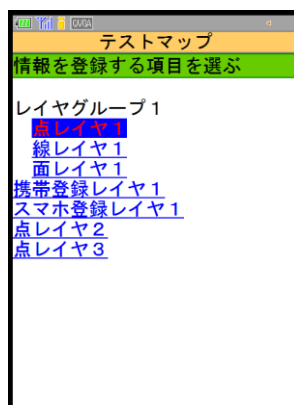 テストマップ
情報を登録する項目を選ぶ
レイヤグループ１
点レイヤ１
線レイヤ１
面レイヤ１
携帯登録レイヤ１
スマホ登録レイヤ１
点レイヤ２
点レイヤ３